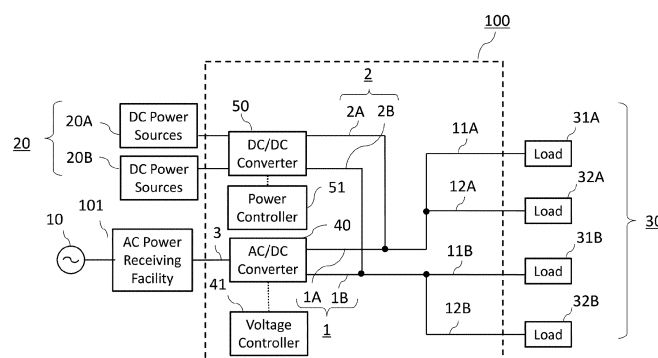 100
2
50
2A
2B
20
20A
DC Power
Sources
20B
DC Power
Sources
DC/DC
Converter
11A
31A
Load
30
12A
32A
Load
Power
Controller
51
101
10
AC Power
Receiving
Facility
3
40
AC/DC
Converter
11B
31B
Load
1A
1B
1
41
Voltage
Controller
12B
32B
Load